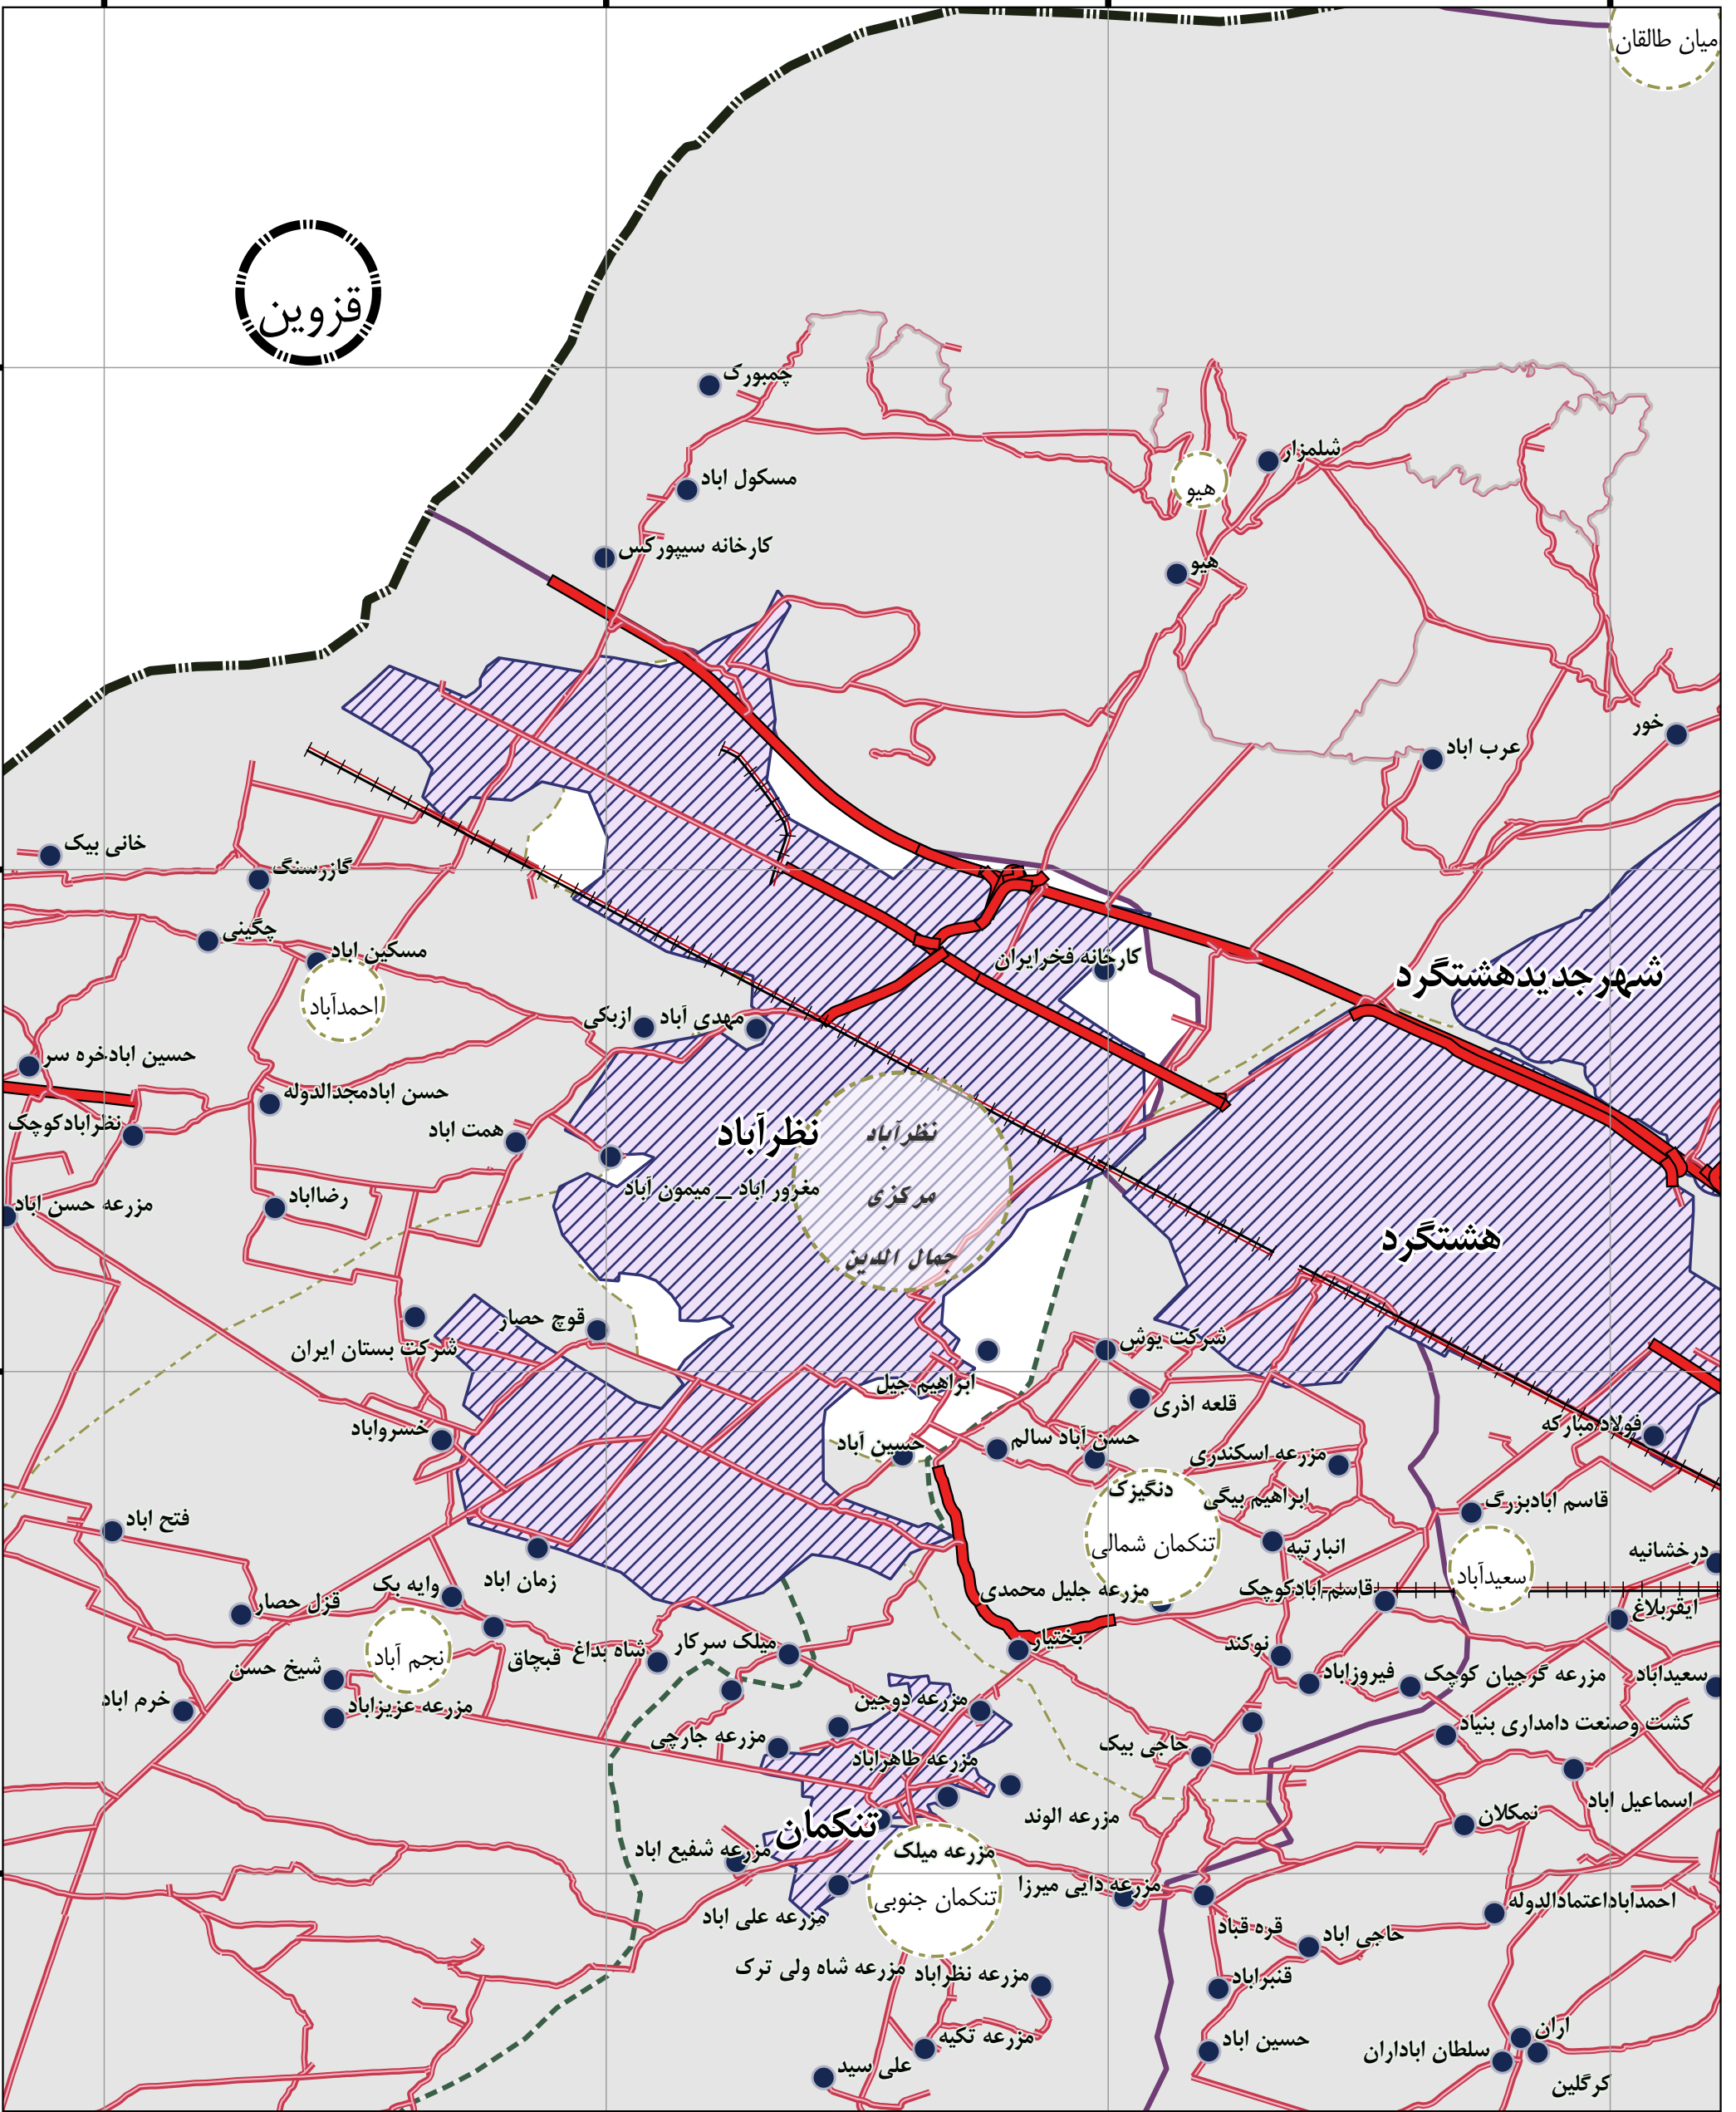 میان طالقان
قزوین
چمبورک
شلمزار
مسکول اباد
هیو
کارخانه سیپورکس
هیو
خور
عرب اباد
خانی بیک
گازرسنگ
چگینی
مسکین اباد
کارخانه فخرایران
شهرجدیدهشتگرد
احمدآباد
ازبکی
مهدی آباد
حسین ابادخره سر
حسن ابادمجدالدوله
نظرابادکوچک
همت اباد
نظرآباد
نظرآباد
مرکزی
جمال الدین
مغرور اباد _ میمون آباد
رضااباد
مزرعه حسن اباد
هشتگرد
قوچ حصار
شرکت بستان ایران
شرکت یوش
ابراهیم جیل
قلعه اذری
خسرواباد
حسین آباد
حسن آباد سالم
فولاد مبارکه
مزرعه اسکندری
دنگیزک
ابراهیم بیگی
قاسم ابادبزرگ
فتح اباد
تنکمان شمالی
انبارتپه
درخشانیه
سعیدآباد
زمان اباد
وایه یک
مزرعه جلیل محمدی
قاسم ابادکوچک
قزل حصار
ایقربلاغ
بختیار
نوکند
میلک سرکار
شاه بداغ
قبچاق
نجم آباد
شیخ حسن
فیروزاباد
مزرعه گرجیان کوچک
سعیداباد
خرم اباد
مزرعه عزیزاباد
مزرعه دوجین
کشت وصنعت دامداری بنیاد
مزرعه جارچی
حاجی بیک
مزرعه طاهراباد
اسماعیل اباد
مزرعه الوند
نمکلان
تنکمان
مزرعه شفیع اباد
مزرعه میلک
مزرعه دایی میرزا
تنکمان جنوبی
احمداباداعتمادالدوله
مزرعه علی اباد
قره قباد
حاجی اباد
مزرعه شاه ولی ترک
مزرعه نظراباد
قنبراباد
مزرعه تکیه
حسین اباد
اران
سلطان اباداران
علی سید
کرگلین